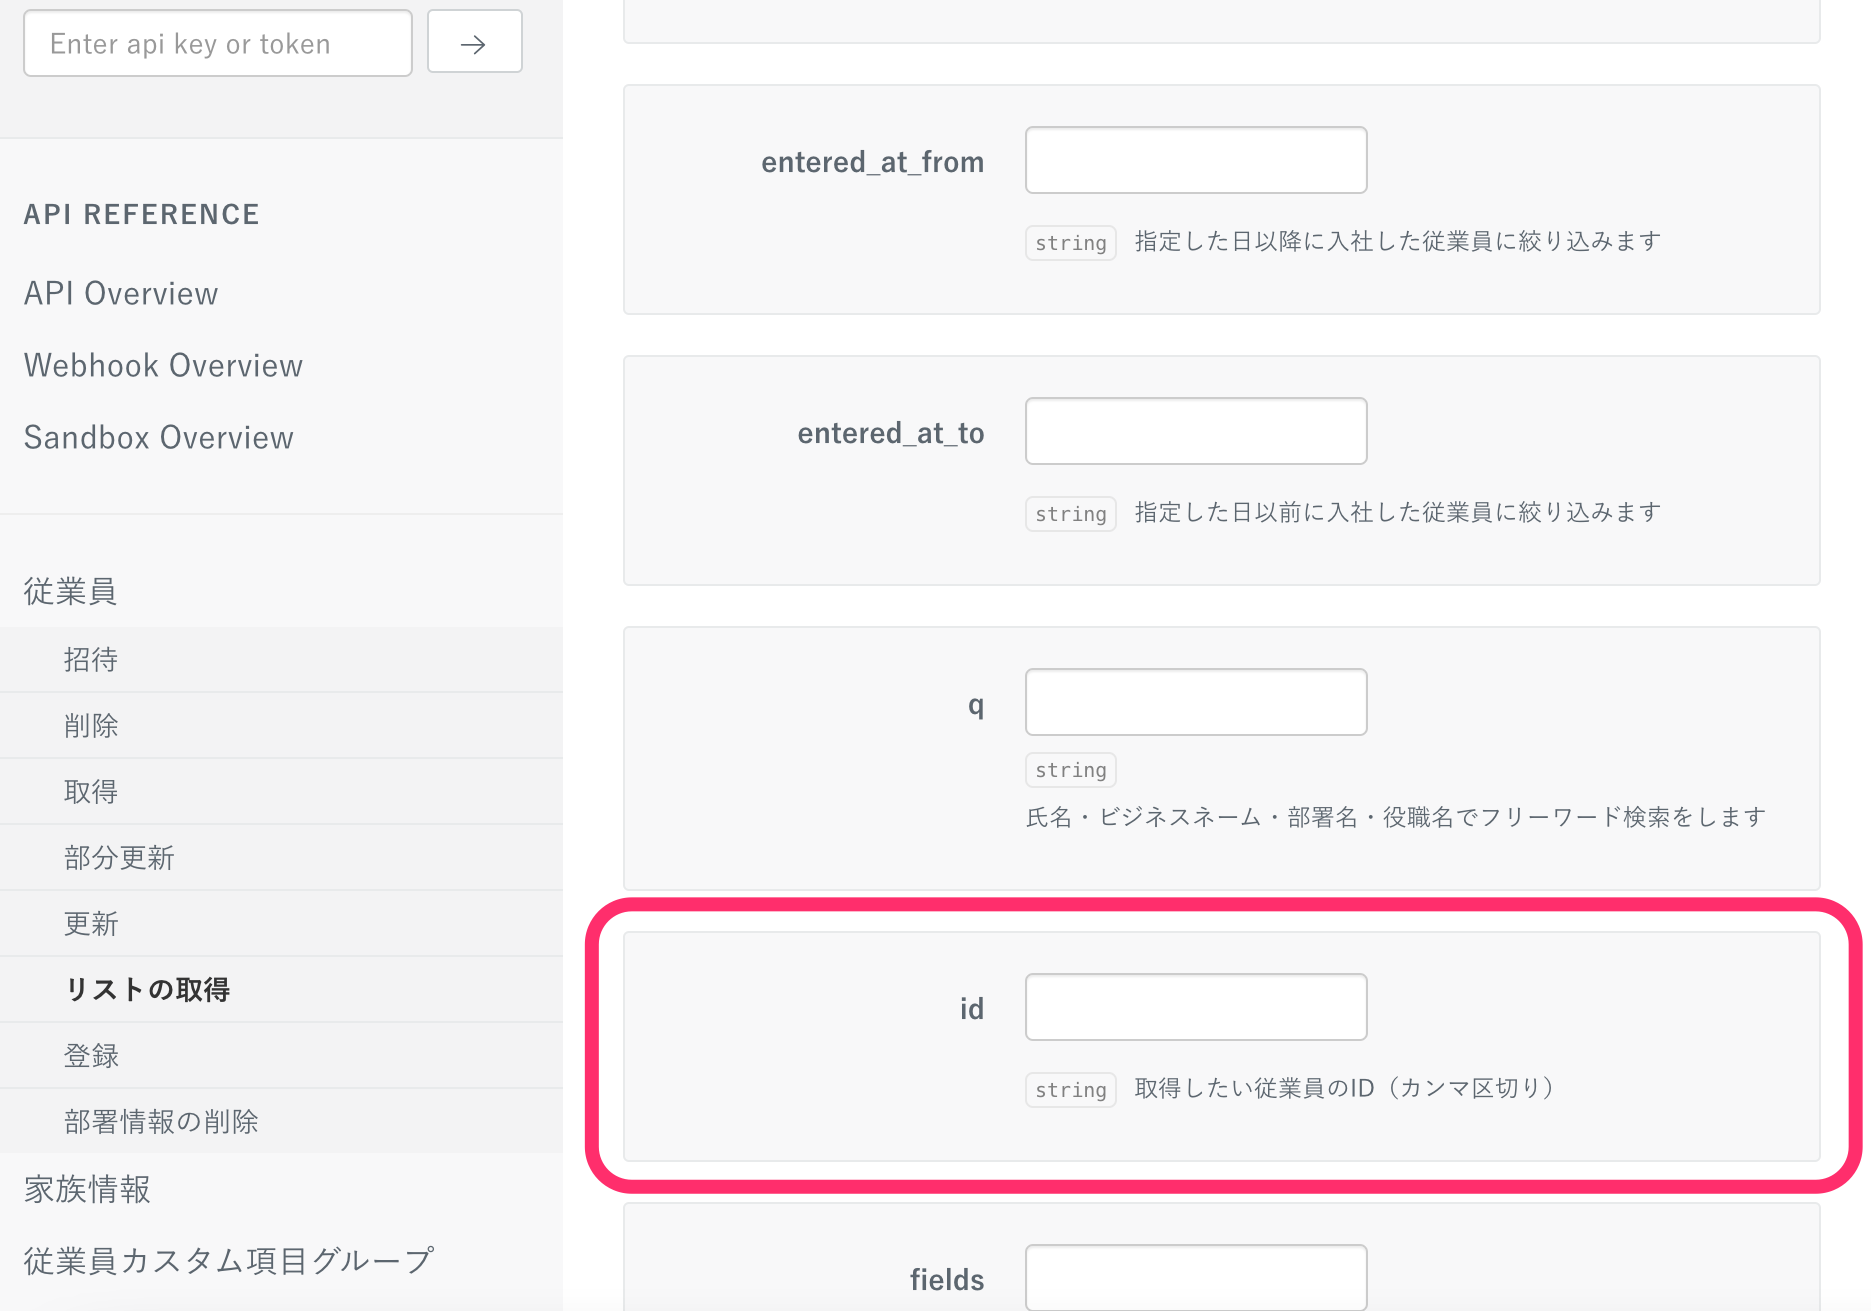 Enter api key or token
→
API REFERENCE
API Overview
Webhook Overview
Sandbox Overview
従業員
招待
削除
取得
部分更新
更新
リストの取得
登録
部署情報の削除
家族情報
従業員カスタム項目グループ
entered_at_from
string 指定した日以降に入社した従業員に絞り込みます
entered_at_to
string 指定した日以前に入社した従業員に絞り込みます
q
string
氏名・ビジネスネーム・部署名・役職名でフリーワード検索をします
id
string 取得したい従業員のID（カンマ区切り）
fields